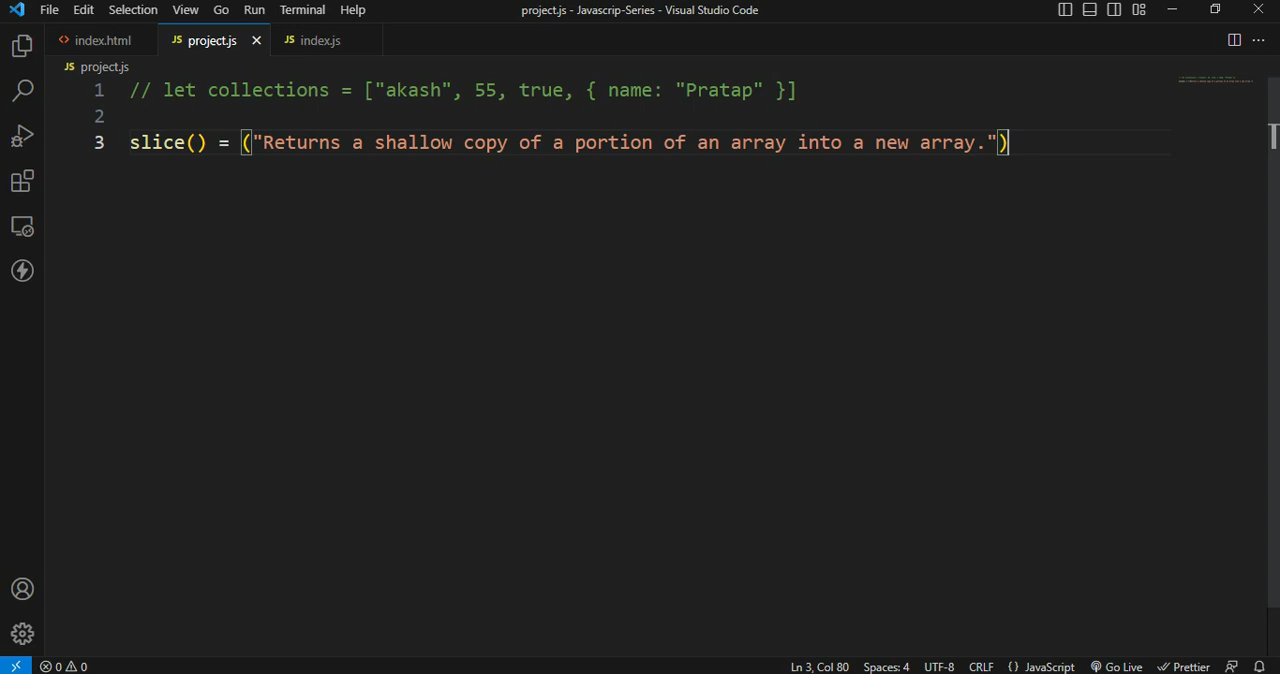 File Edit Selection View Go Run Terminal Help project.js - Javascrip-Series - Visual Studio Code
<> index.html JS project.js JS index.js
JS project.js
1 // let collections = ["akash", 55, true, { name: "Pratap" }]
2
3 slice() = ("Returns a shallow copy of a portion of an array into a new array.")
0 0 Ln 3, Col 80 Spaces: 4 UTF-8 CRLF {} JavaScript Go Live Prettier